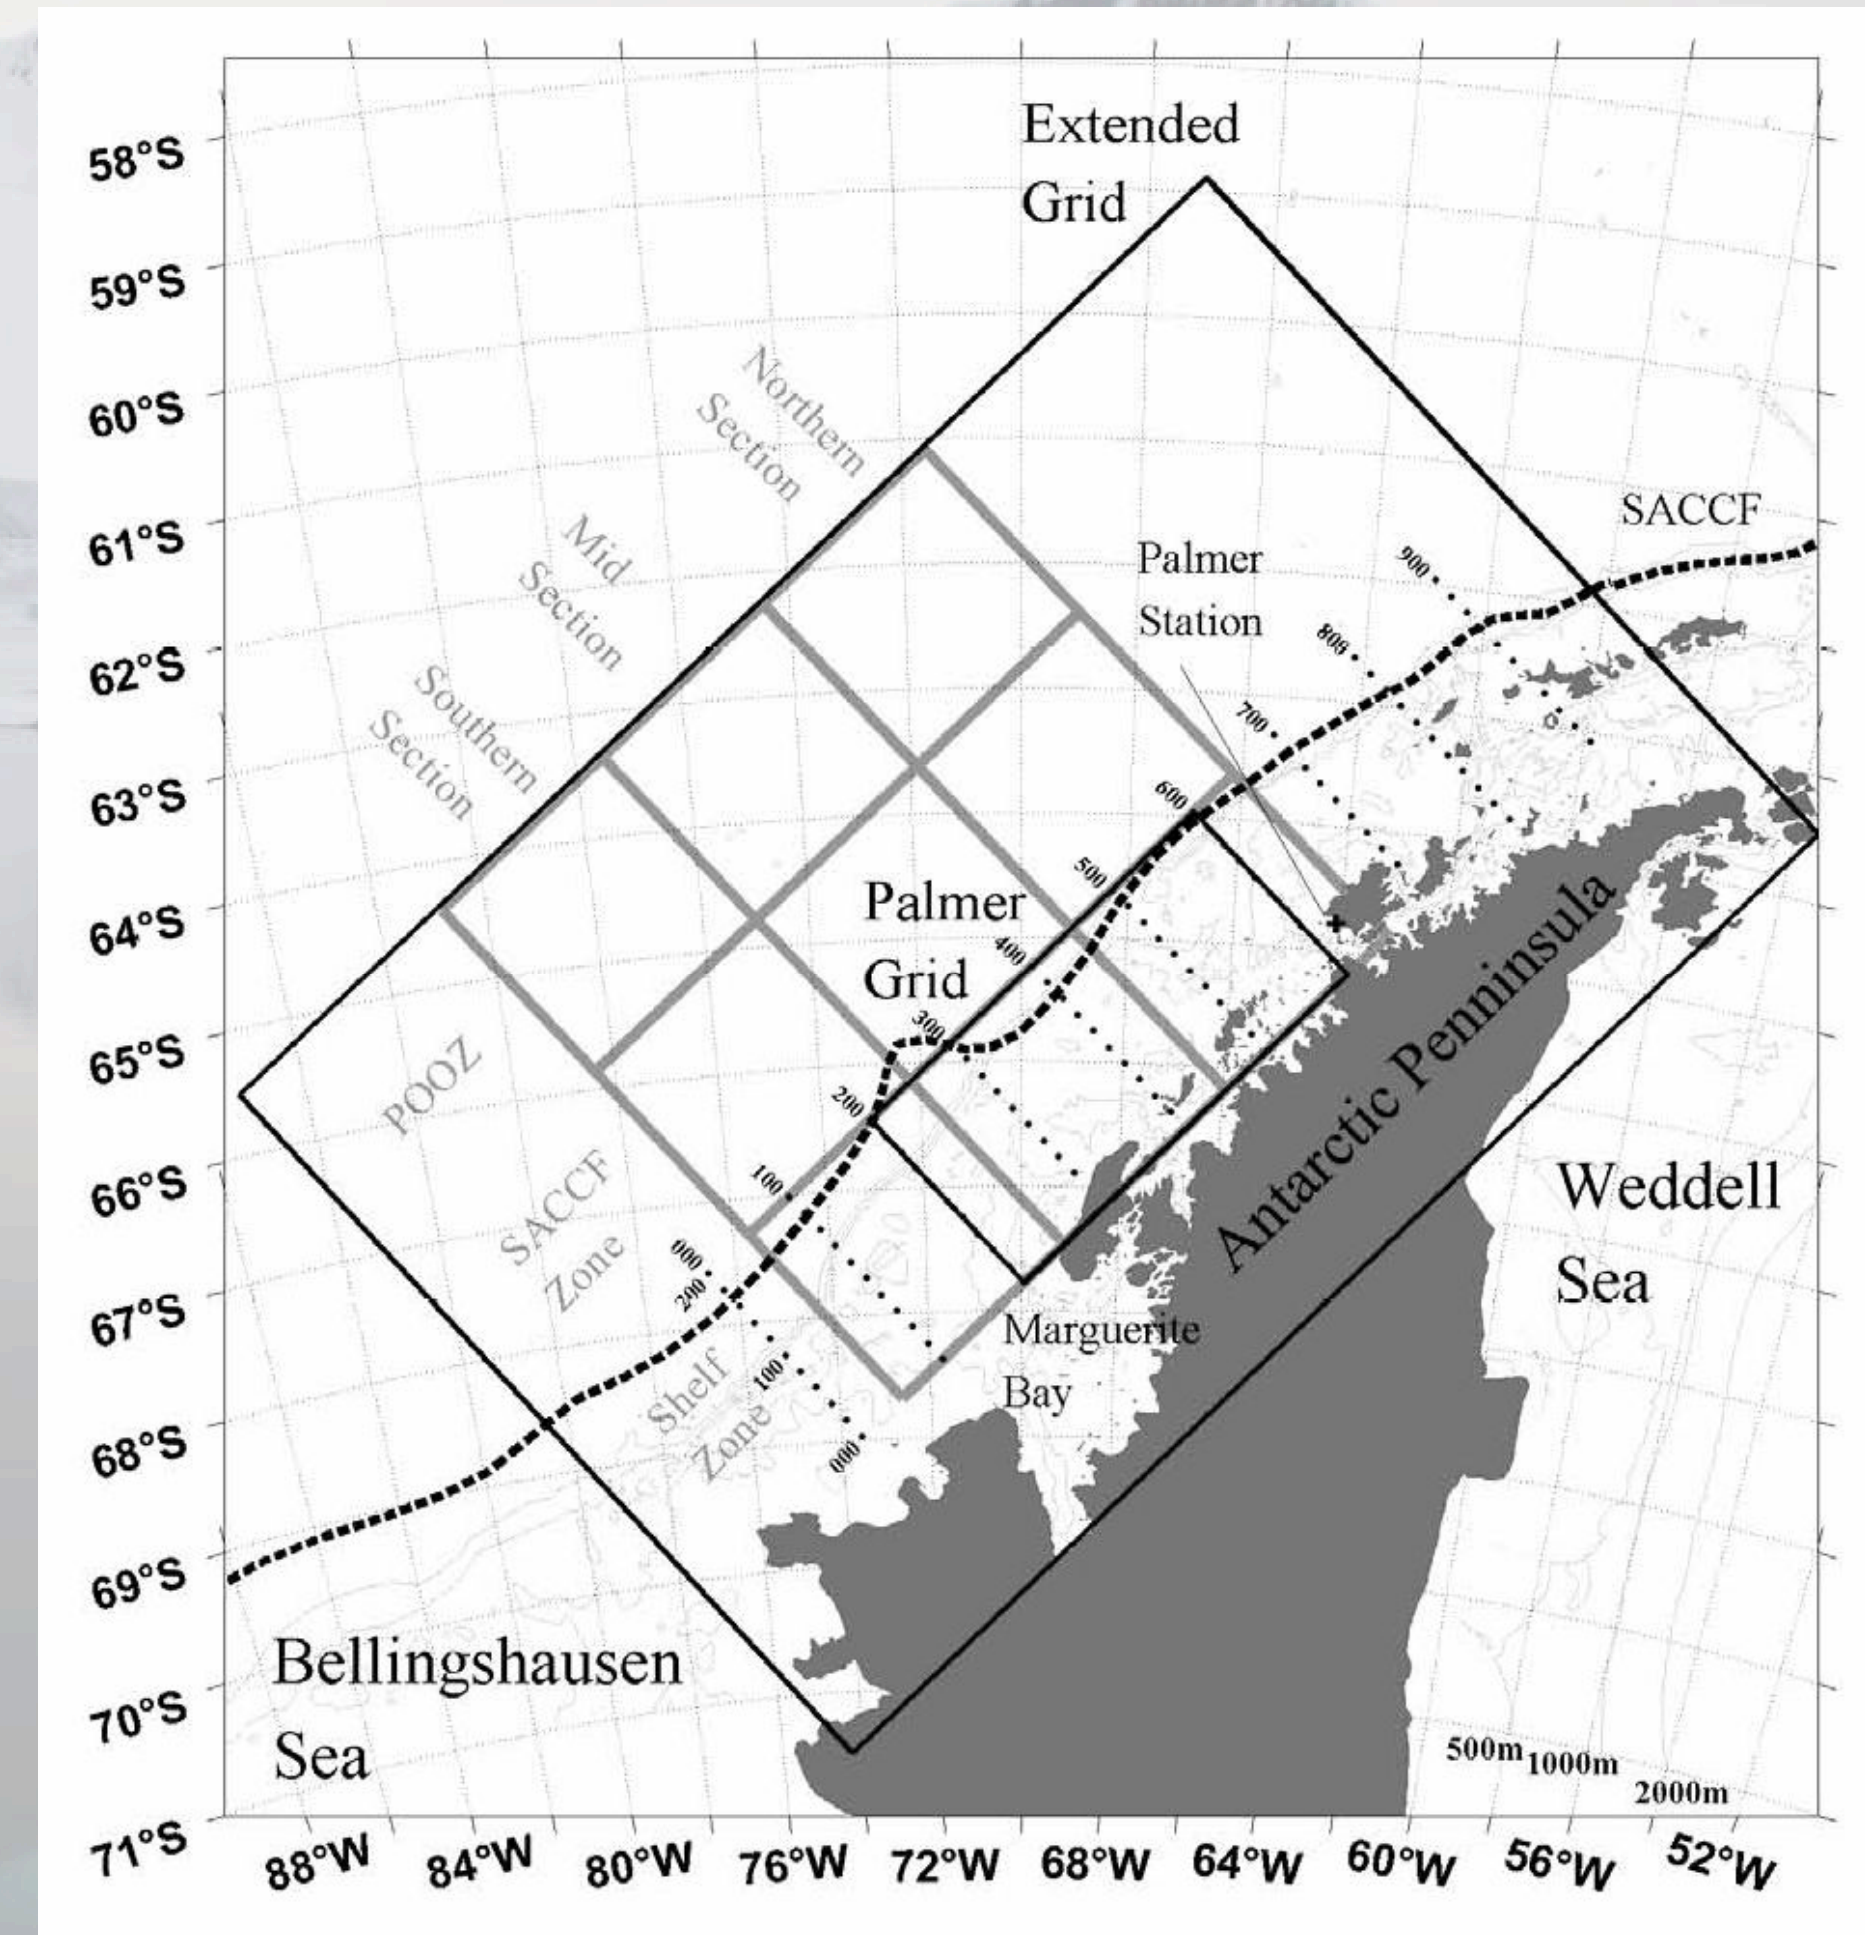 Extended
Grid
58°S
59°S
60°S
61°S
62°S
63°S
64°S
65°S
66°S
67°S
68°S
69°S
70°S
71°S
Northern
Section
Mid
Section
Southern
Section
SACCF
Palmer
Station
900
800
700
600
500
400
300
200
100
000
Palmer
Grid
POOZ
SACCF
Zone
Shelf
Zone
200
100
000
Antarctic Penninsula
Weddell
Sea
Marguerite
Bay
Bellingshausen
Sea
500m
1000m
2000m
88°W
84°W
80°W
76°W
72°W
68°W
64°W
60°W
56°W
52°W